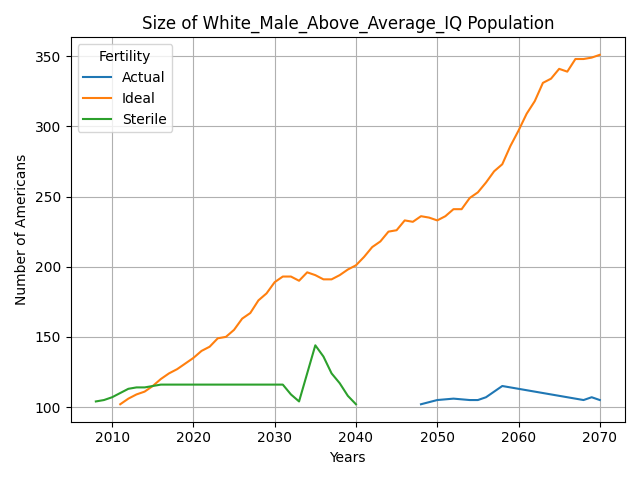 Size of White_Male_Above_Average_IQ Population
Fertility
Actual
Ideal
Sterile
Number of Americans
350
300
250
200
150
100
2010 2020 2030 2040 2050 2060 2070
Years